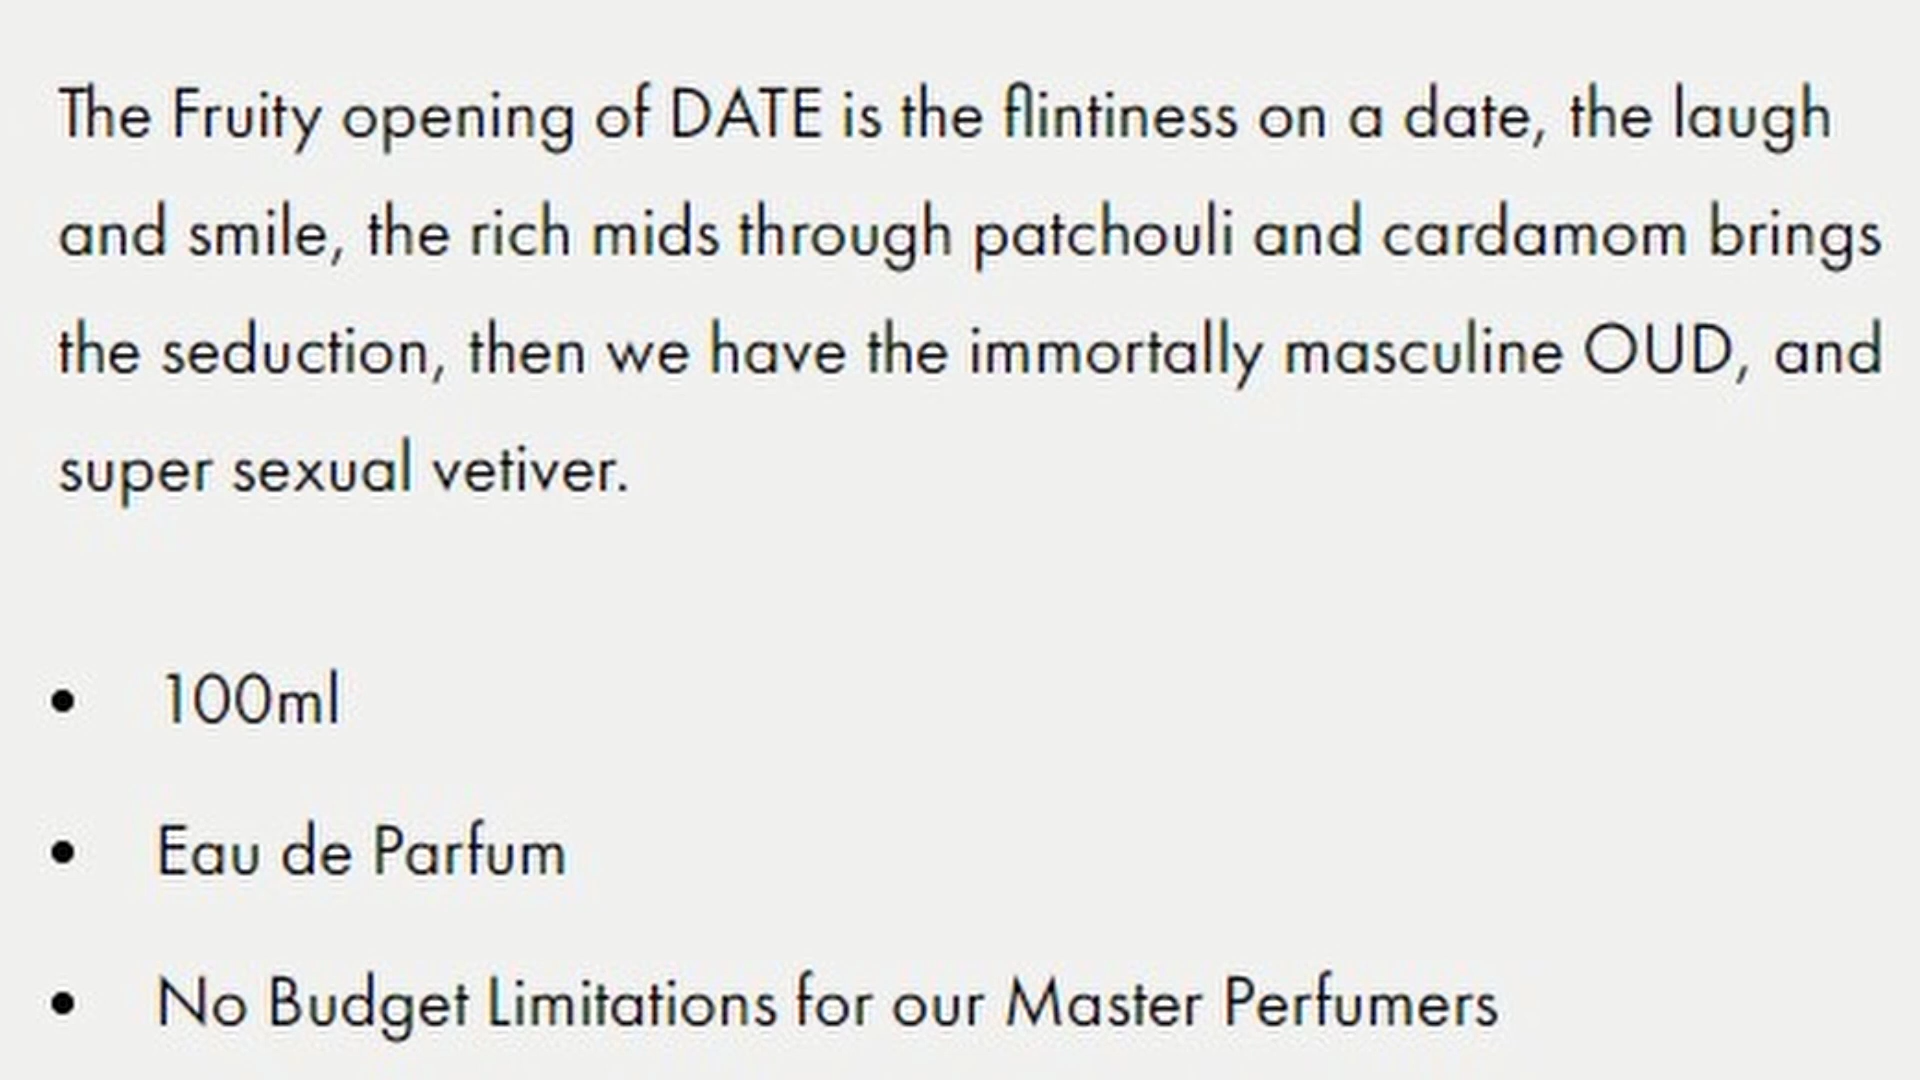 The Fruity opening of DATE is the flintiness on a date, the laugh
and smile, the rich mids through patchouli and cardamom brings
the seduction, then we have the immortally masculine OUD, and
super sexual vetiver.
• 100ml
• Eau de Parfum
• No Budget Limitations for our Master Perfumers